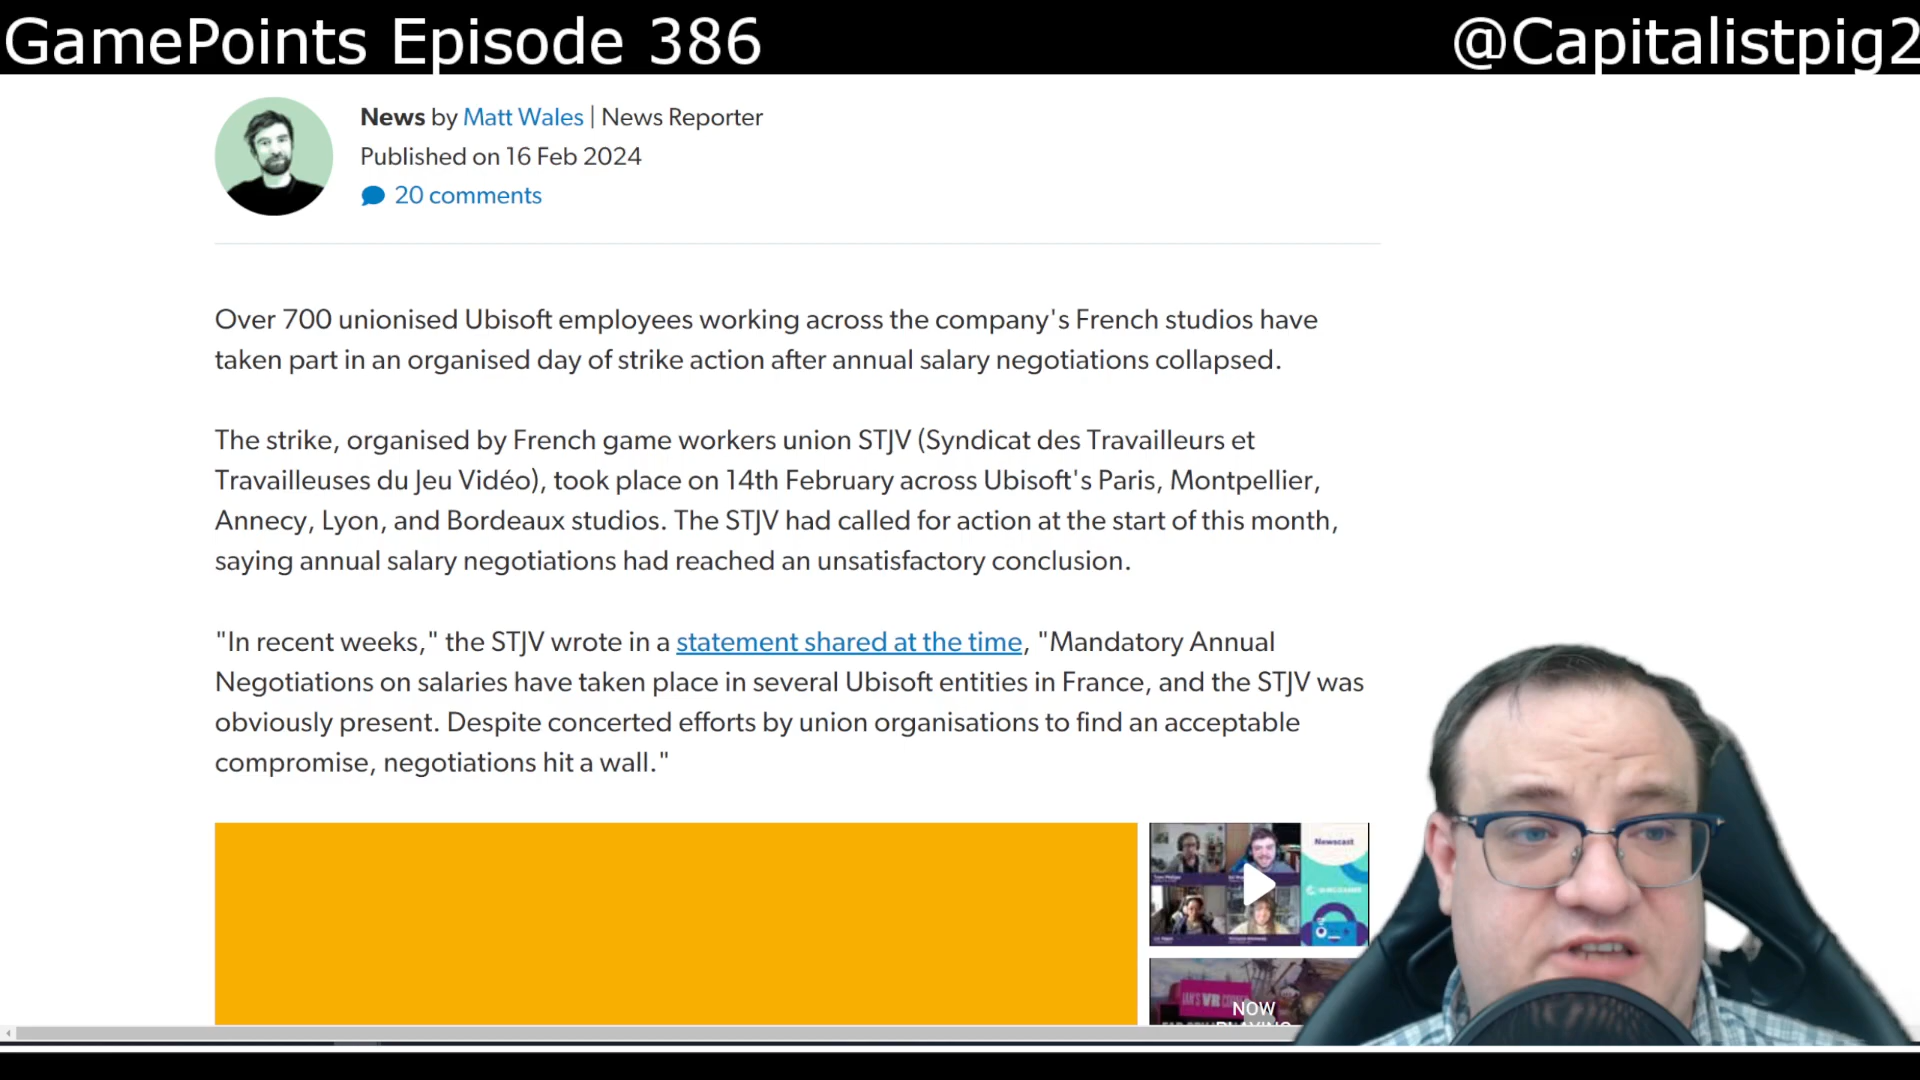 GamePoints Episode 386
@Capitalistpig2
News by Matt Wales | News Reporter
Published on 16 Feb 2024
20 comments
Over 700 unionised Ubisoft employees working across the company's French studios have
taken part in an organised day of strike action after annual salary negotiations collapsed.
The strike, organised by French game workers union STJV (Syndicat des Travailleurs et
Travailleuses du Jeu Vidéo), took place on 14th February across Ubisoft's Paris, Montpellier,
Annecy, Lyon, and Bordeaux studios. The STJV had called for action at the start of this month,
saying annual salary negotiations had reached an unsatisfactory conclusion.
"In recent weeks," the STJV wrote in a statement shared at the time, "Mandatory Annual
Negotiations on salaries have taken place in several Ubisoft entities in France, and the STJV was
obviously present. Despite concerted efforts by union organisations to find an acceptable
compromise, negotiations hit a wall."
Newscast
IAN'S VR CORNER
NOW
PLAYING